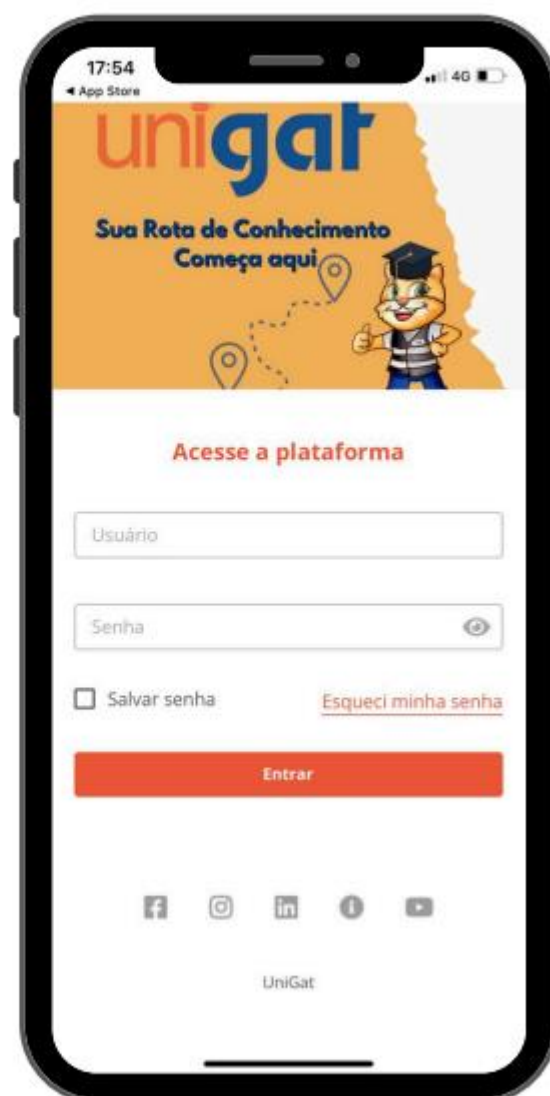 17:54
4G
App Store
unigat
Sua Rota de Conhecimento
Começa aqui
Acesse a plataforma
Usuário
Senha
Salvar senha
Esqueci minha senha
Entrar
UniGat